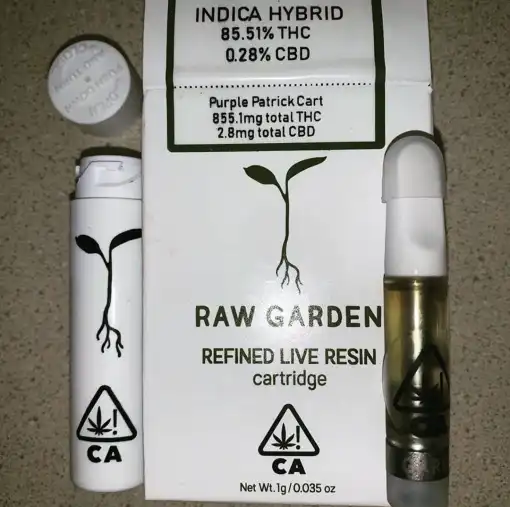 INDICA HYBRID
85.51% THC
0.28% CBD
Purple Patrick Cart
855.1mg total THC
2.8mg total CBD
RAW GARDEN
REFINED LIVE RESIN
cartridge
!
CA
Net Wt. 1g/0.035 oz
!
CA
!